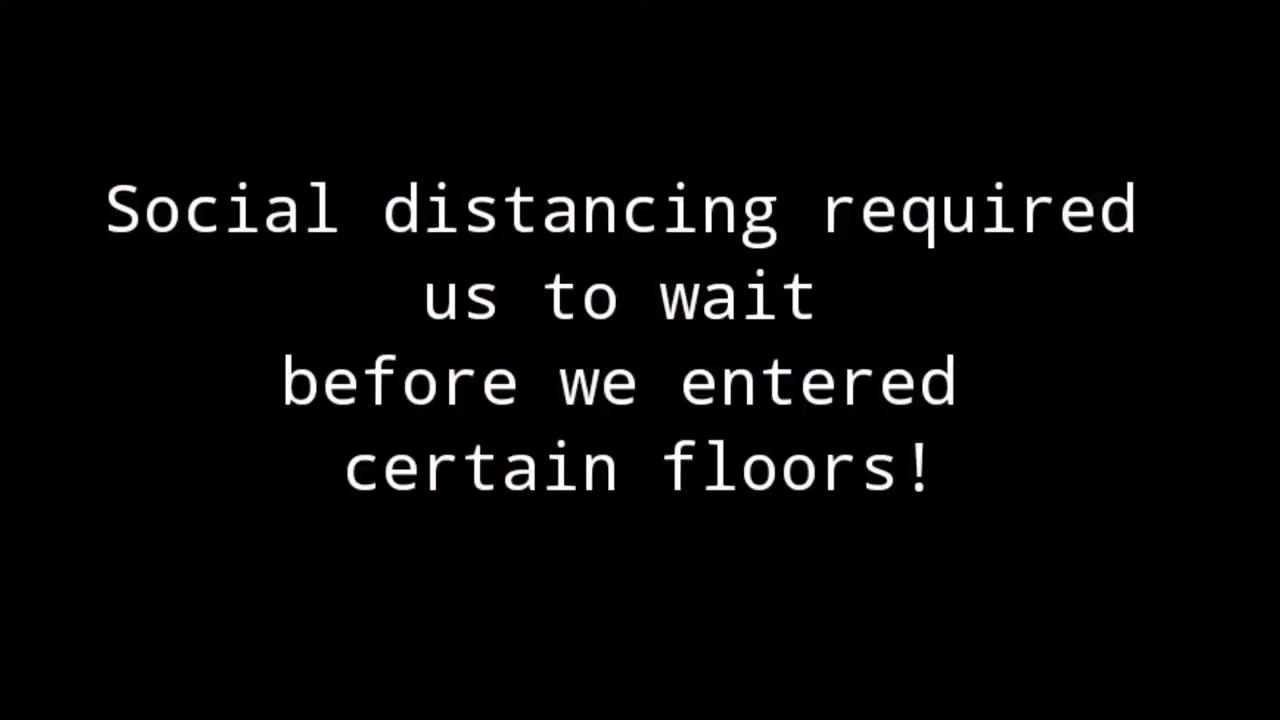 Social distancing required
us to wait
before we entered
certain floors!